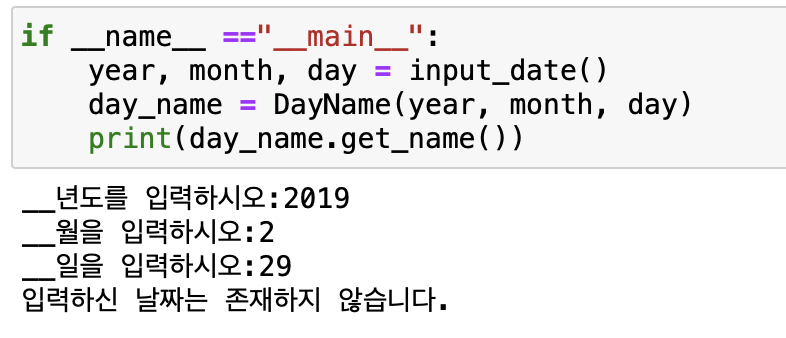 if __name__ =="__main__":
    year, month, day = input_date()
    day_name = DayName(year, month, day)
    print(day_name.get_name())
__년도를 입력하시오:2019
__월을 입력하시오:2
__일을 입력하시오:29
입력하신 날짜는 존재하지 않습니다.